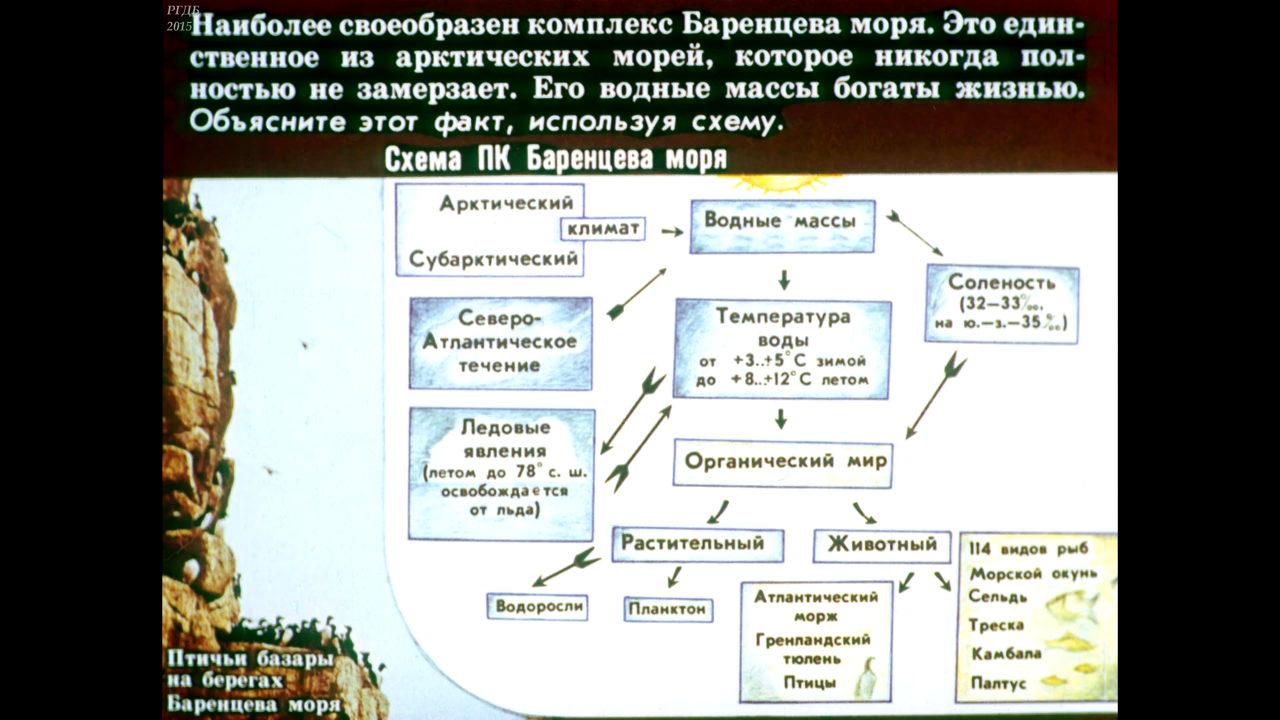 РГДБ
2015
Наиболее своеобразен комплекс Баренцева моря. Это един-
ственное из арктических морей, которое никогда пол-
ностью не замерзает. Его водные массы богаты жизнью.
Объясните этот факт, используя схему.
Схема ПК Баренцева моря
Арктический
климат
Субарктический
Водные массы
Соленость
(32—33‰,
на ю.—з.—35‰)
Северо-
Атлантическое
течение
Температура
воды
от +3..+5°С зимой
до +8..+12°С летом
Ледовые
явления
(летом до 78° с. ш.
освобождается
от льда)
Органический мир
Растительный
Животный
Водоросли
Планктон
Атлантический
морж
Гренландский
тюлень
Птицы
114 видов рыб
Морской окунь
Сельдь
Треска
Камбала
Палтус
Птичьи базары
на берегах
Баренцева моря